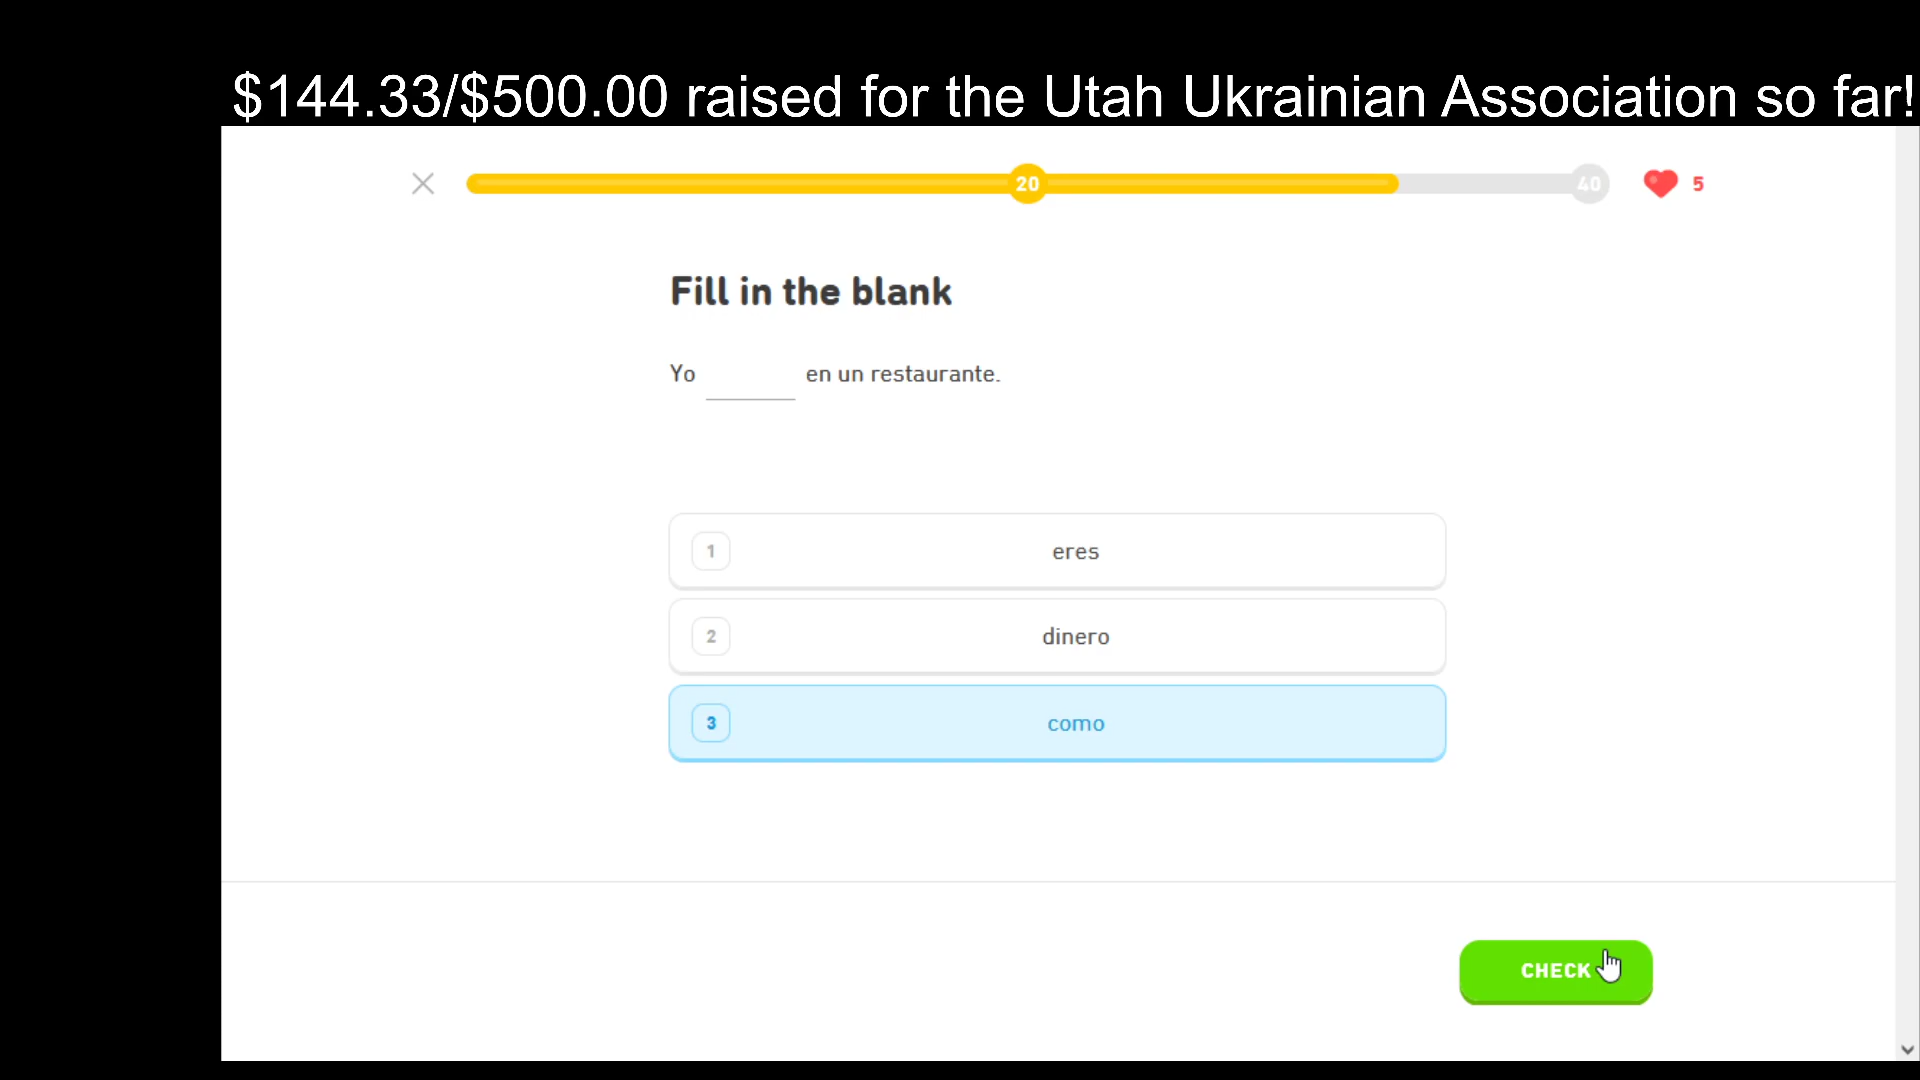 $144.33/$500.00 raised for the Utah Ukrainian Association so far!
20 40 5
Fill in the blank
Yo ______ en un restaurante.
1 eres
2 dinero
3 como
CHECK